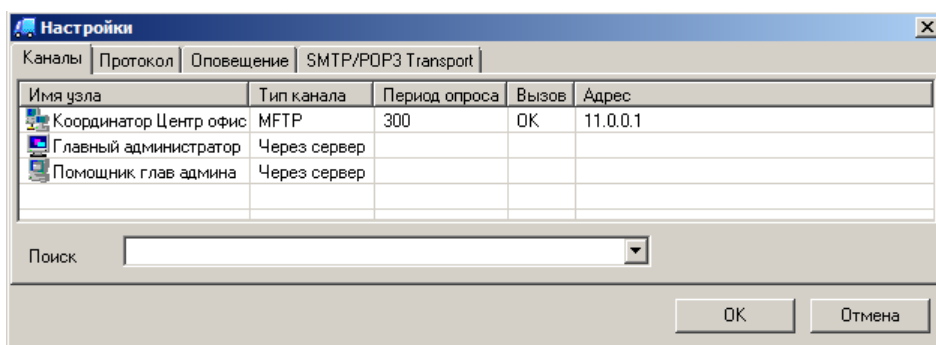 Настройки
Каналы Протокол Оповещение SMTP/POP3 Transport
Имя узла Тип канала Период опроса Вызов Адрес
Координатор Центр офис MFTP 300 OK 11.0.0.1
Главный администратор Через сервер
Помощник глав админа Через сервер
Поиск
OK Отмена